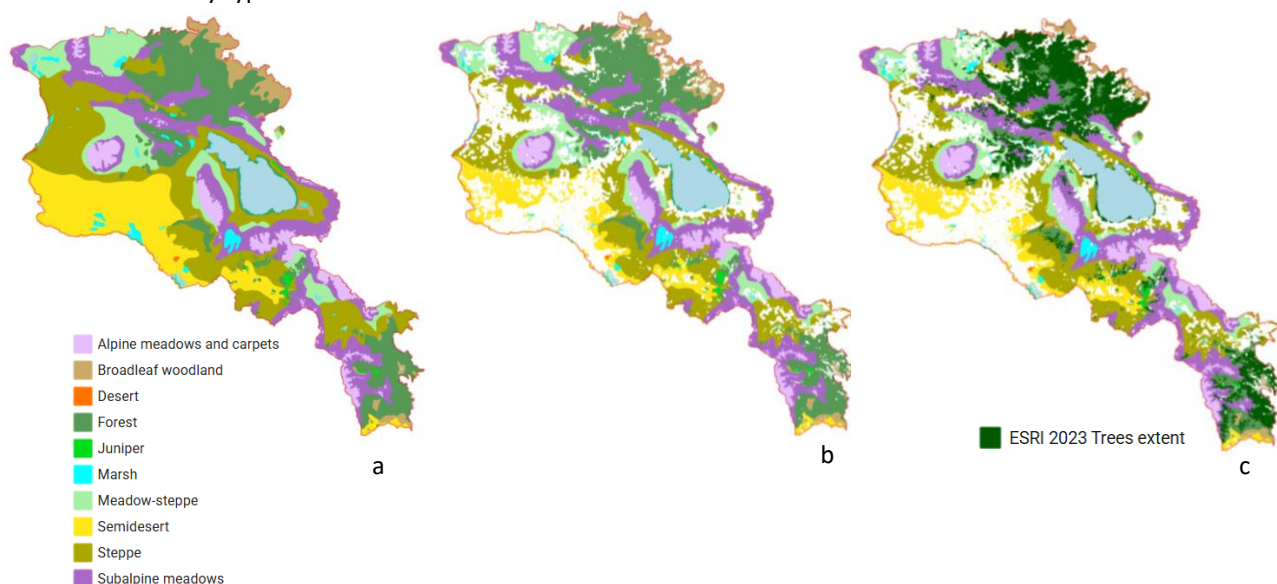 Alpine meadows and carpets
Broadleaf woodland
Desert
Forest
Juniper
Marsh
Meadow-steppe
Semidesert
Steppe
Subalpine meadows
a
b
ESRI 2023 Trees extent
c